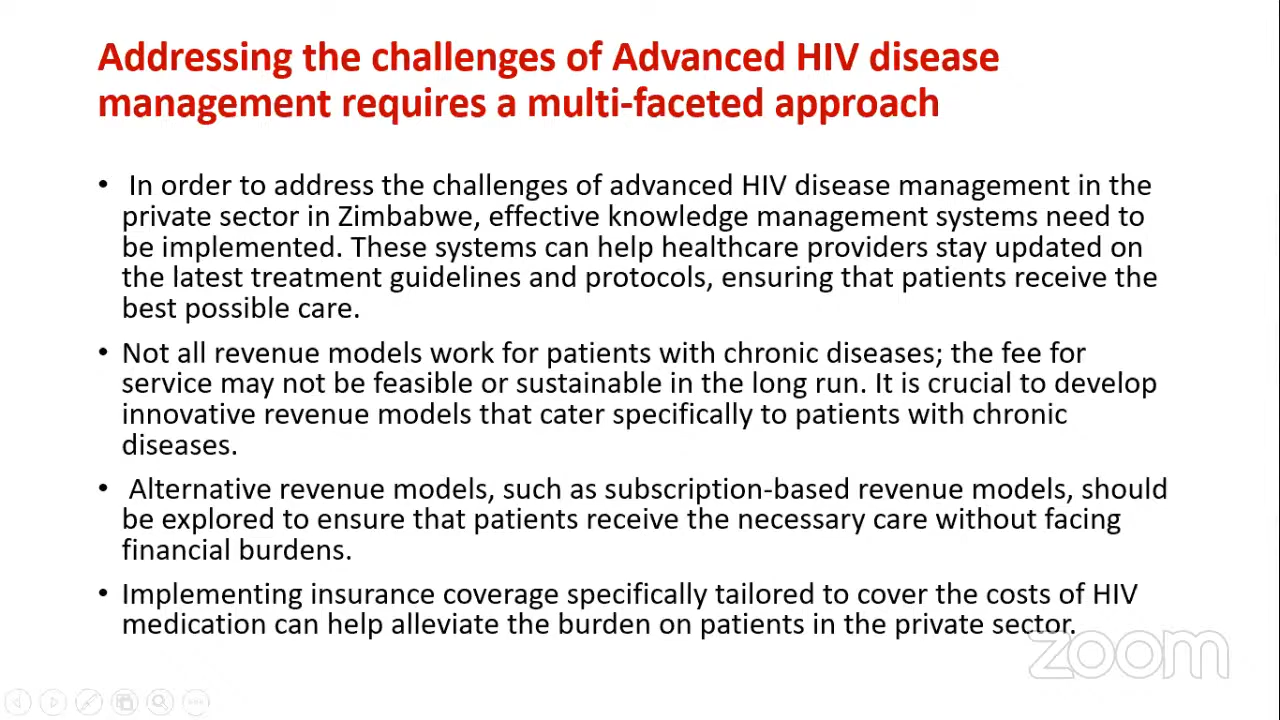 Addressing the challenges of Advanced HIV disease
management requires a multi-faceted approach
• In order to address the challenges of advanced HIV disease management in the
private sector in Zimbabwe, effective knowledge management systems need to
be implemented. These systems can help healthcare providers stay updated on
the latest treatment guidelines and protocols, ensuring that patients receive the
best possible care.
• Not all revenue models work for patients with chronic diseases; the fee for
service may not be feasible or sustainable in the long run. It is crucial to develop
innovative revenue models that cater specifically to patients with chronic
diseases.
• Alternative revenue models, such as subscription-based revenue models, should
be explored to ensure that patients receive the necessary care without facing
financial burdens.
• Implementing insurance coverage specifically tailored to cover the costs of HIV
medication can help alleviate the burden on patients in the private sector.
zoom